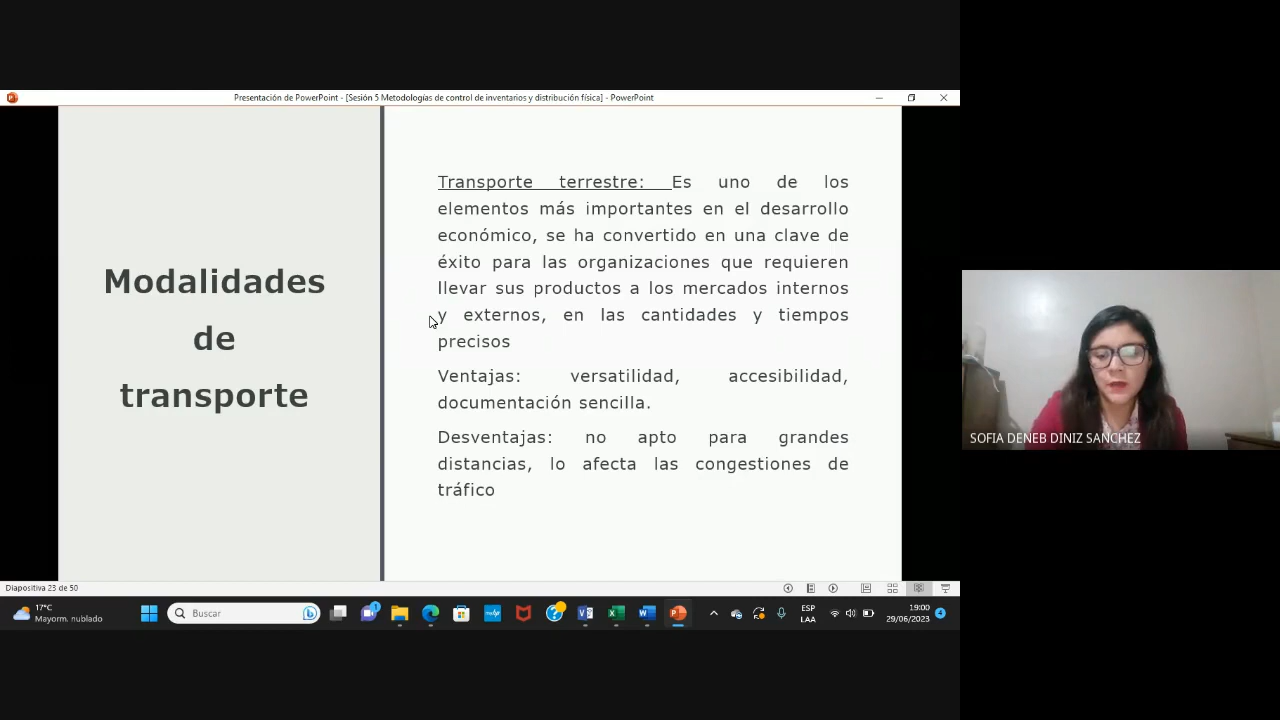 Presentación de PowerPoint - [Sesión 5 Metodologías de control de inventarios y distribución física] - PowerPoint
Modalidades
de
transporte
Transporte terrestre: Es uno de los
elementos más importantes en el desarrollo
económico, se ha convertido en una clave de
éxito para las organizaciones que requieren
llevar sus productos a los mercados internos
y externos, en las cantidades y tiempos
precisos
Ventajas: versatilidad, accesibilidad,
documentación sencilla.
Desventajas: no apto para grandes
distancias, lo afecta las congestiones de
tráfico
SOFIA DENEB DINIZ SANCHEZ
Diapositiva 23 de 50
17°C
Mayorm. nublado
Buscar
ESP
LAA
19:00
29/06/2023
4